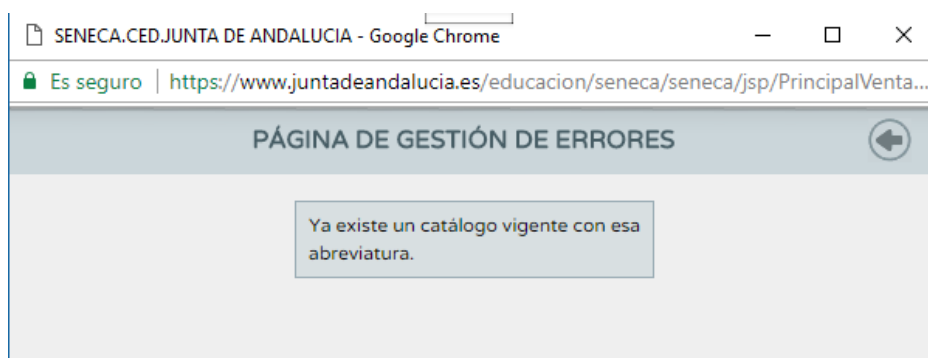 SENECA.CED.JUNTA DE ANDALUCIA - Google Chrome
Es seguro | https://www.juntadeandalucia.es/educacion/seneca/seneca/jsp/PrincipalVenta...
PÁGINA DE GESTIÓN DE ERRORES
Ya existe un catálogo vigente con esa
abreviatura.